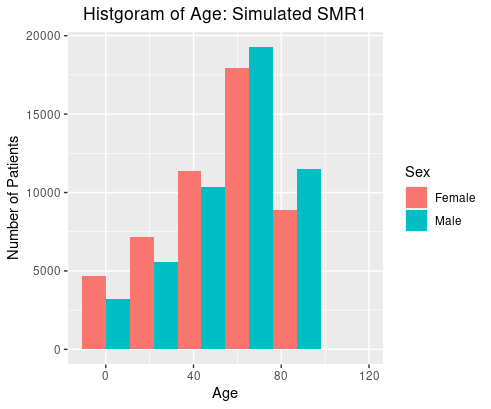 Histgoram of Age: Simulated SMR1
20000
15000
10000
5000
0
Number of Patients
0 40 80 120
Age
Sex
Female
Male